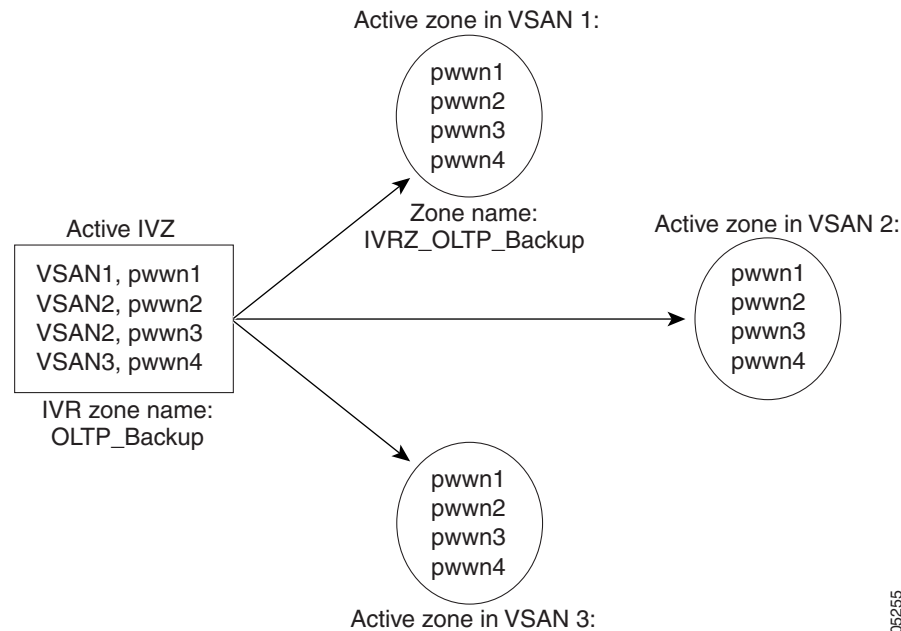 Active zone in VSAN 1:
pwwn1
pwwn2
pwwn3
pwwn4
Zone name:
IVRZ_OLTP_Backup
Active IVZ
VSAN1, pwwn1
VSAN2, pwwn2
VSAN2, pwwn3
VSAN3, pwwn4
IVR zone name:
OLTP_Backup
Active zone in VSAN 2:
pwwn1
pwwn2
pwwn3
pwwn4
pwwn1
pwwn2
pwwn3
pwwn4
Active zone in VSAN 3:
05255